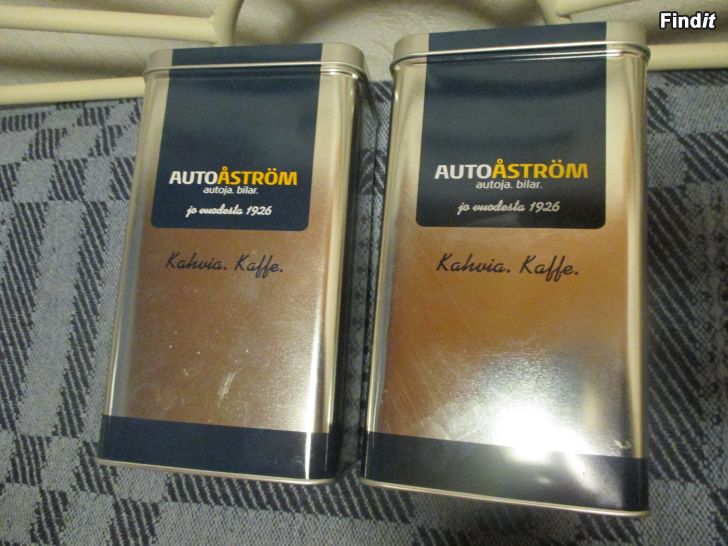 Findit
AUTOÅSTRÖM
autoja. bilar.
jo vuodesta 1926
Kahvia. Kaffe.
AUTOÅSTRÖM
autoja. bilar.
jo vuodesta 1926
Kahvia. Kaffe.